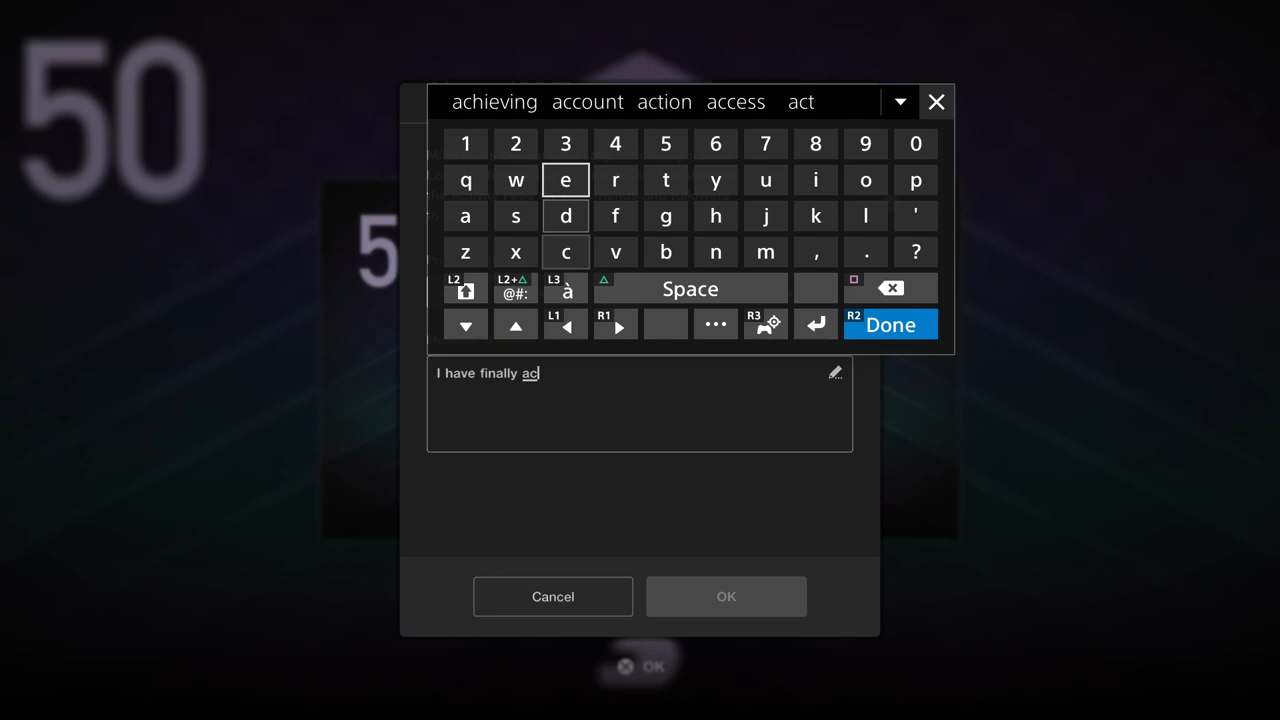 50
5
achieving account action access act
1 2 3 4 5 6 7 8 9 0
q w e r t y u i o p
a s d f g h j k l '
z x c v b n m , . ?
L2 L2+△ @#: L3 à △ Space
L1 R1 ... R3 R2 Done
I have finally ac
Cancel OK
OK